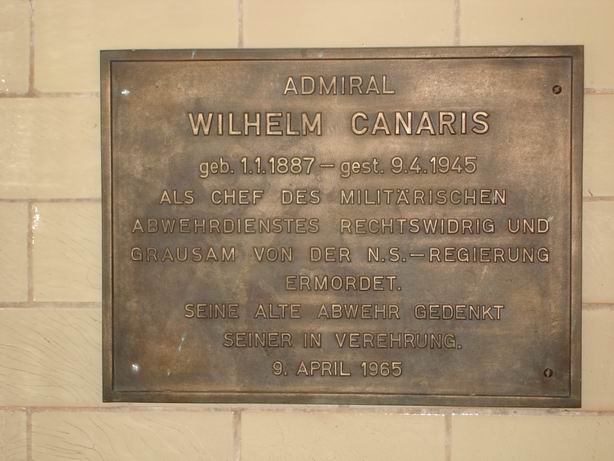 ADMIRAL
WILHELM CANARIS
geb. 1.1.1887 – gest. 9.4.1945
ALS CHEF DES MILITÄRISCHEN
ABWEHRDIENSTES RECHTSWIDRIG UND
GRAUSAM VON DER N.S.–REGIERUNG
ERMORDET.
SEINE ALTE ABWEHR GEDENKT
SEINER IN VEREHRUNG.
9. APRIL 1965